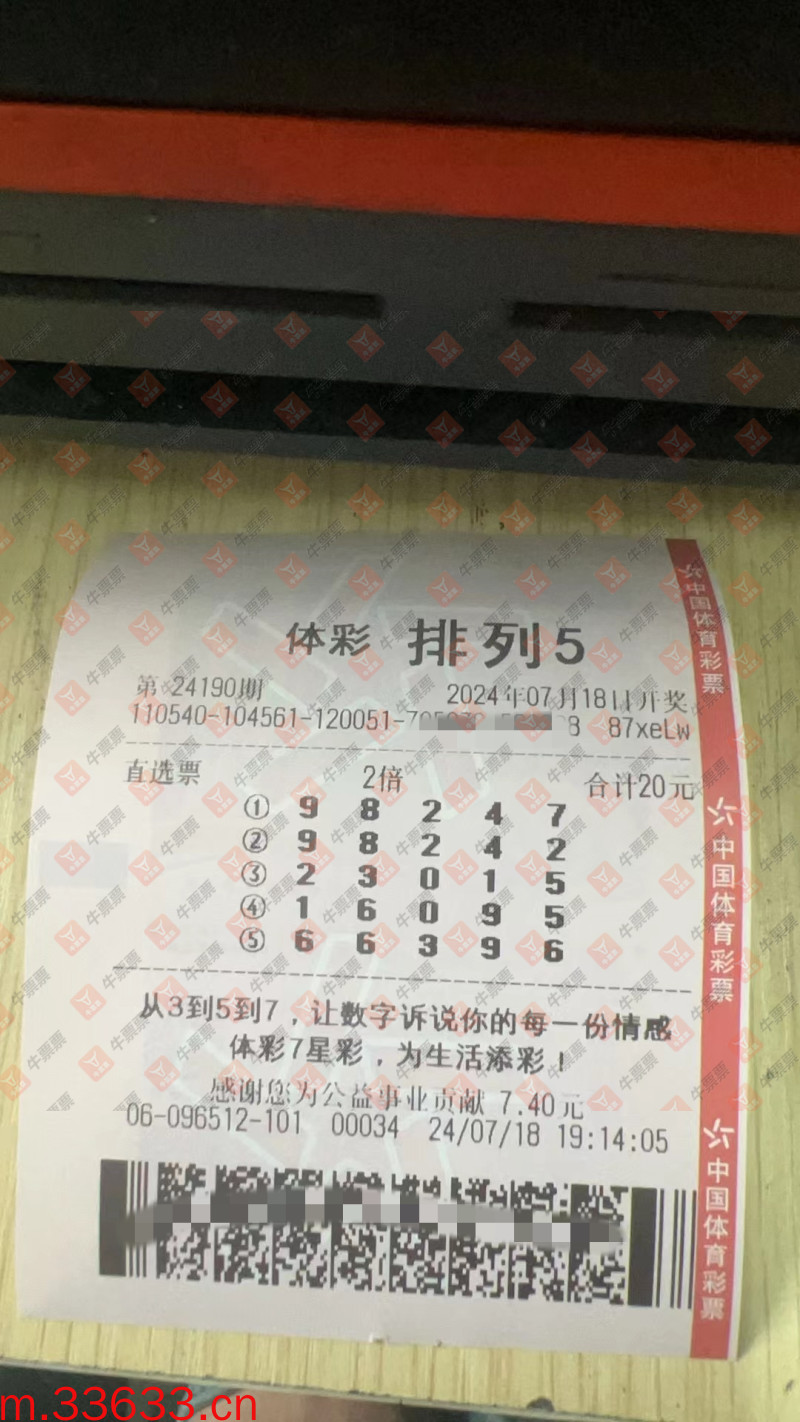 体彩 排列5
第 24190期 2024年07月18日开奖
110540-104561-120051- 8 87xeLw
直选票 2倍 合计20元
① 9 8 2 4 7
② 9 8 2 4 2
③ 2 3 0 1 5
④ 1 6 0 9 5
⑤ 6 6 3 9 6
从3到5到7，让数字诉说你的每一份情感
体彩7星彩，为生活添彩！
感谢您为公益事业贡献 7.40元
06-096512-101 00034 24/07/18 19:14:05
中国体育彩票
中国体育彩票
中国体育彩票
牛票票
m.33633.cn